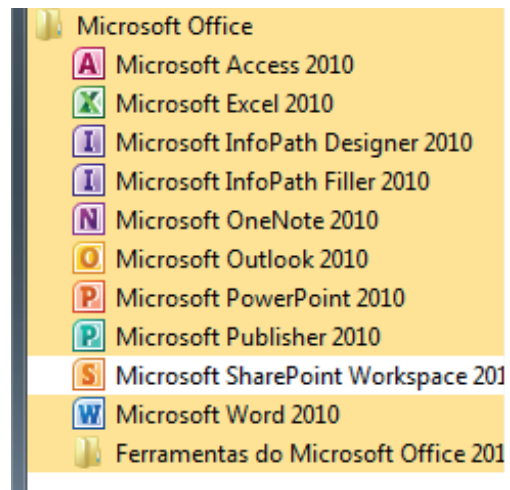 Microsoft Office
Microsoft Access 2010
Microsoft Excel 2010
Microsoft InfoPath Designer 2010
Microsoft InfoPath Filler 2010
Microsoft OneNote 2010
Microsoft Outlook 2010
Microsoft PowerPoint 2010
Microsoft Publisher 2010
Microsoft SharePoint Workspace 201
Microsoft Word 2010
Ferramentas do Microsoft Office 201